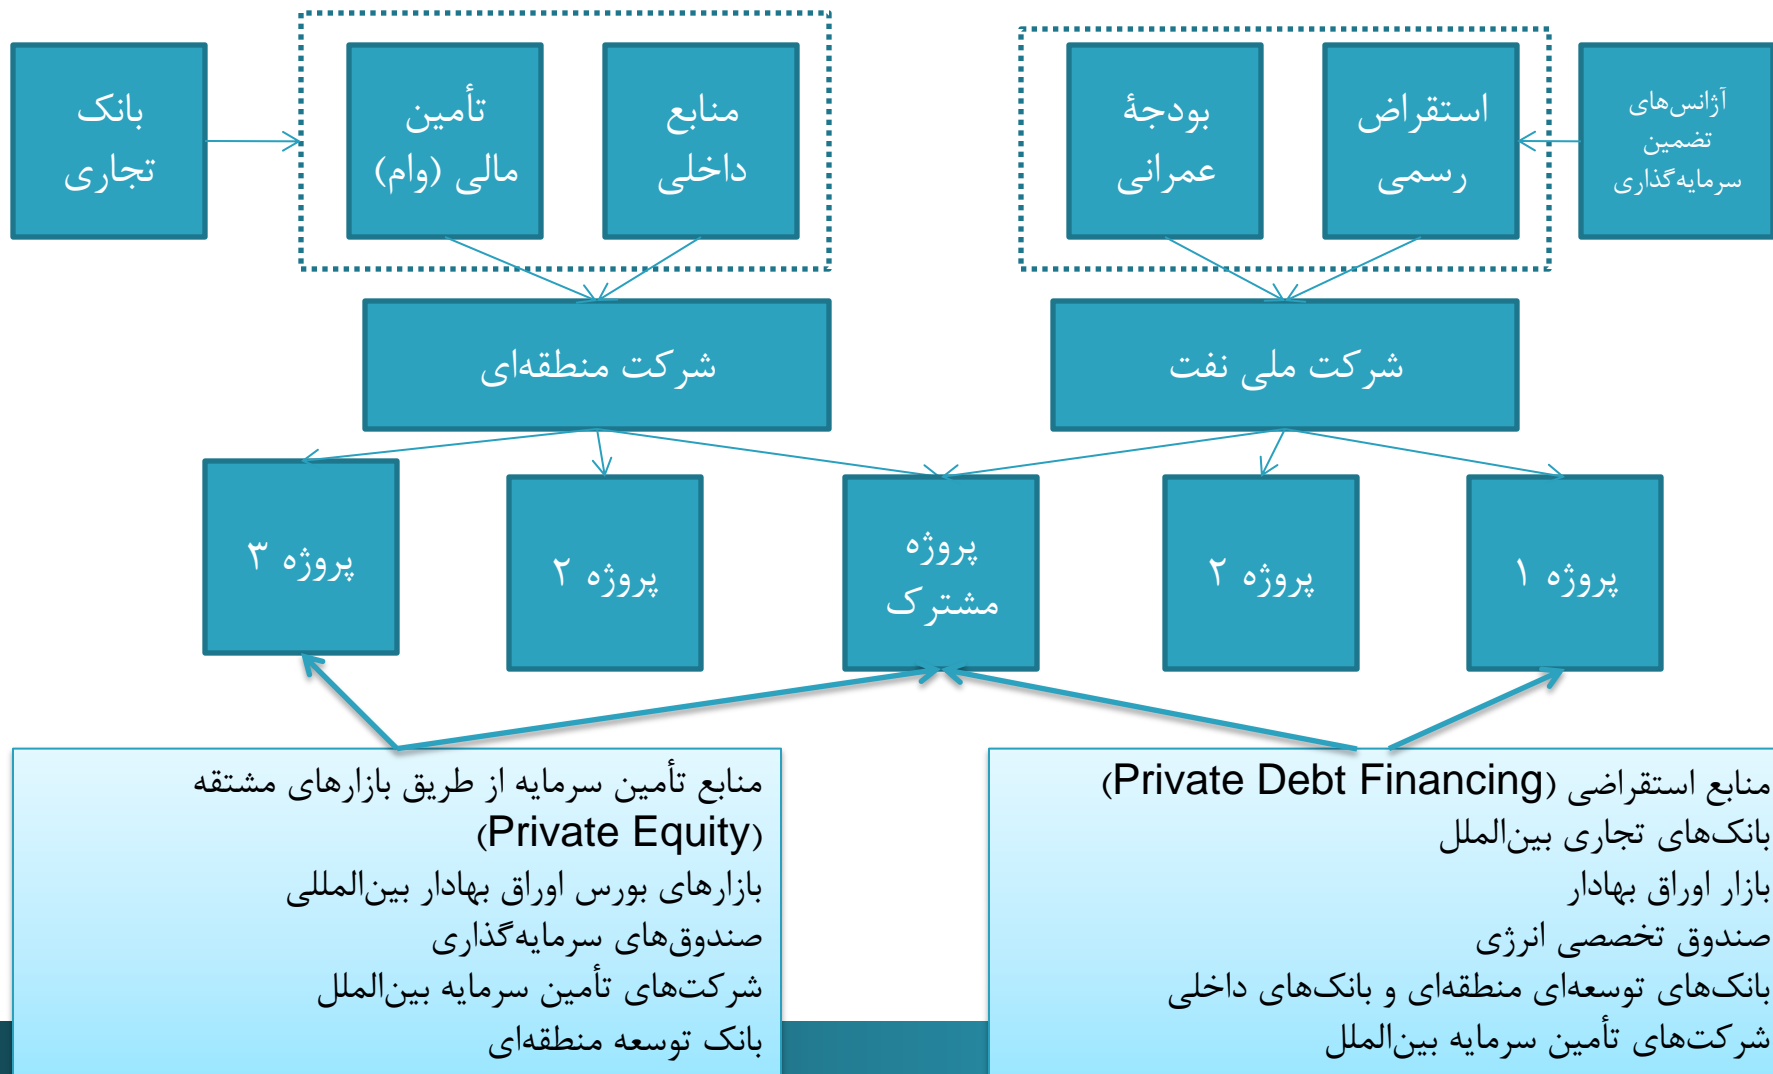 آژانس‌های
تضمین
سرمایه‌گذاری
استقراض
رسمی
بودجهٔ
عمرانی
منابع
داخلی
تأمین
مالی (وام)
بانک
تجاری
شرکت ملی نفت
شرکت منطقه‌ای
پروژه ۱
پروژه ۲
پروژه
مشترک
پروژه ۲
پروژه ۳
منابع استقراضی (Private Debt Financing)
بانک‌های تجاری بین‌الملل
بازار اوراق بهادار
صندوق تخصصی انرژی
بانک‌های توسعه‌ای منطقه‌ای و بانک‌های داخلی
شرکت‌های تأمین سرمایه بین‌الملل
منابع تأمین سرمایه از طریق بازارهای مشتقه
(Private Equity)
بازارهای بورس اوراق بهادار بین‌المللی
صندوق‌های سرمایه‌گذاری
شرکت‌های تأمین سرمایه بین‌الملل
بانک توسعه منطقه‌ای